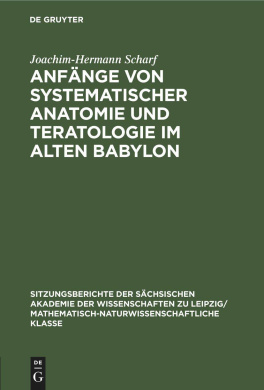 DE GRUYTER
Joachim-Hermann Scharf
ANFÄNGE VON
SYSTEMATISCHER
ANATOMIE UND
TERATOLOGIE IM
ALTEN BABYLON
SITZUNGSBERICHTE DER SÄCHSISCHEN
AKADEMIE DER WISSENSCHAFTEN ZU LEIPZIG/
MATHEMATISCH-NATURWISSENSCHAFTLICHE
KLASSE
DE
G